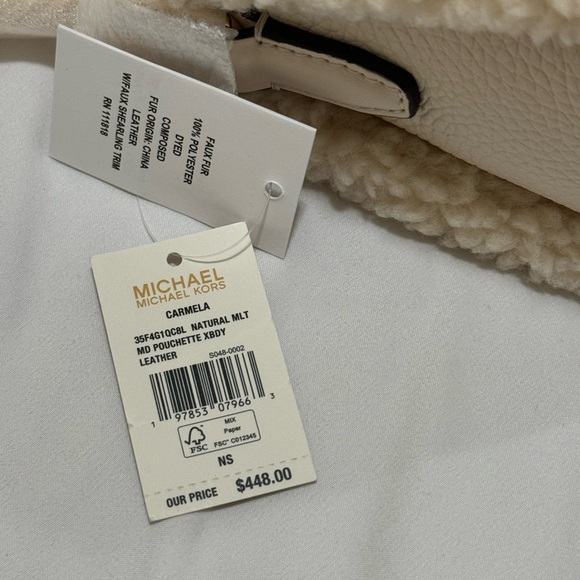 FAUX FUR
100% POLYESTER
DYED
COMPOSED
FUR ORIGIN: CHINA
LEATHER
W/FAUX SHEARLING TRIM
RN 111818
MICHAEL
MICHAEL KORS
CARMELA
35F4G1QC8L NATURAL MLT
MD POUCHETTE XBDY
LEATHER
S048-0002
1 97853 07966 3
FSC
MIX
Paper
FSC® C012345
NS
OUR PRICE $448.00